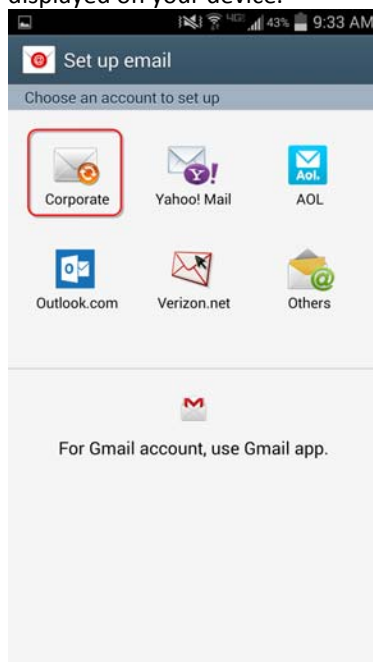 displayed on your device.
4G 43% 9:33 AM
Set up email
Choose an account to set up
Corporate Yahoo! Mail Aol. AOL
Outlook.com Verizon.net Others
For Gmail account, use Gmail app.